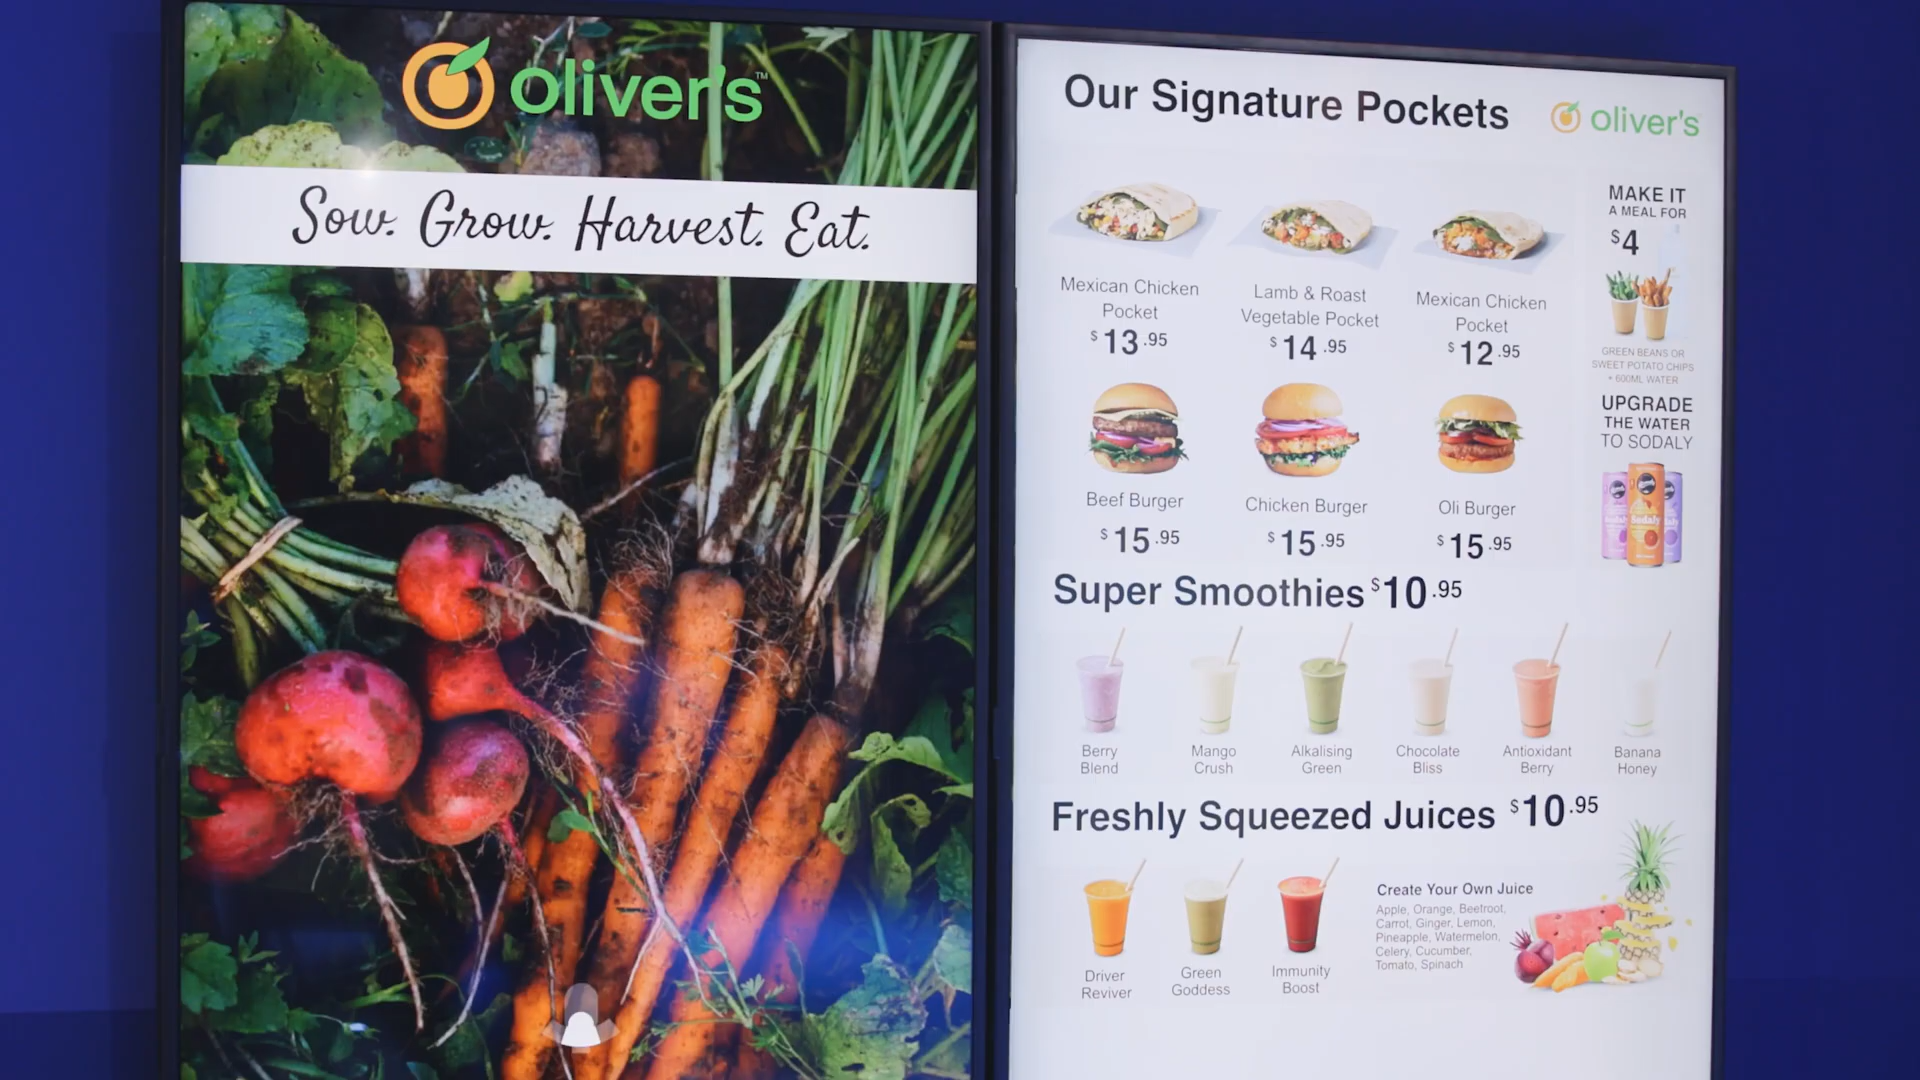 oliver's™
Sow. Grow. Harvest. Eat.
Our Signature Pockets
oliver's
Mexican Chicken
Pocket
$13.95
Lamb & Roast
Vegetable Pocket
$14.95
Mexican Chicken
Pocket
$12.95
MAKE IT
A MEAL FOR
$4
GREEN BEANS OR
SWEET POTATO CHIPS
+ 600ML WATER
UPGRADE
THE WATER
TO SODALY
Sodaly
Beef Burger
$15.95
Chicken Burger
$15.95
Oli Burger
$15.95
Super Smoothies $10.95
Berry
Blend
Mango
Crush
Alkalising
Green
Chocolate
Bliss
Antioxidant
Berry
Banana
Honey
Freshly Squeezed Juices $10.95
Driver
Reviver
Green
Goddess
Immunity
Boost
Create Your Own Juice
Apple, Orange, Beetroot,
Carrot, Ginger, Lemon,
Pineapple, Watermelon,
Celery, Cucumber,
Tomato, Spinach